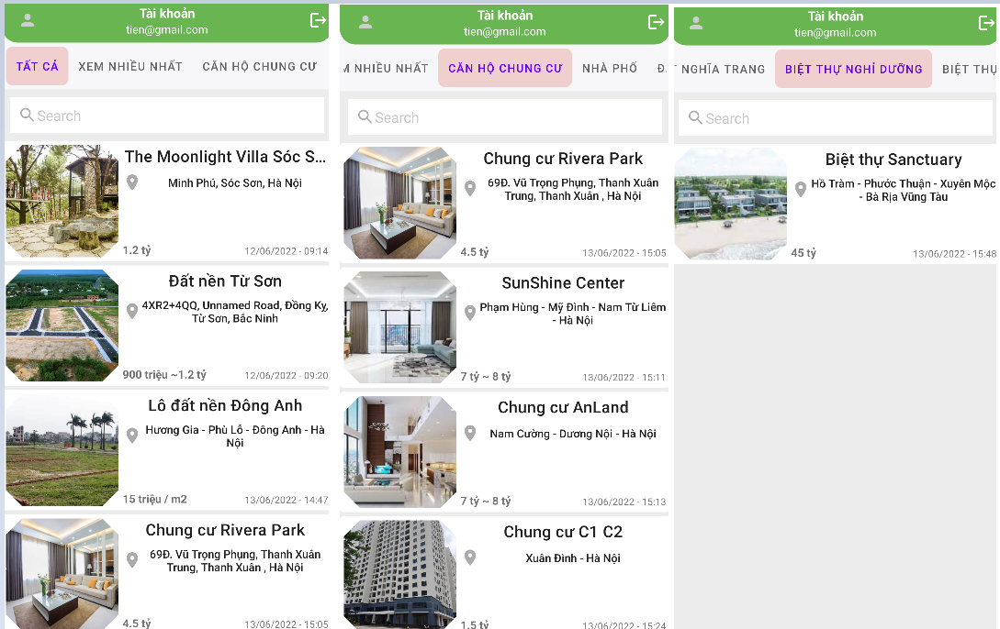 Tài khoản
tien@gmail.com
TẤT CẢ
XEM NHIỀU NHẤT
CĂN HỘ CHUNG CƯ
Search
The Moonlight Villa Sóc S...
Minh Phú, Sóc Sơn, Hà Nội
1.2 tỷ
12/06/2022 - 09:14
Đất nền Từ Sơn
4XR2+4QQ, Unnamed Road, Đồng Kỵ,
Từ Sơn, Bắc Ninh
900 triệu ~1.2 tỷ
12/06/2022 - 09:20
Lô đất nền Đông Anh
Hương Gia - Phù Lỗ - Đông Anh - Hà
Nội
15 triệu / m2
13/06/2022 - 14:47
Chung cư Rivera Park
69Đ. Vũ Trọng Phụng, Thanh Xuân
Trung, Thanh Xuân , Hà Nội
4.5 tỷ
13/06/2022 - 15:05
Tài khoản
tien@gmail.com
M NHIỀU NHẤT
CĂN HỘ CHUNG CƯ
NHÀ PHỐ
Search
Chung cư Rivera Park
69Đ. Vũ Trọng Phụng, Thanh Xuân
Trung, Thanh Xuân , Hà Nội
4.5 tỷ
13/06/2022 - 15:05
SunShine Center
Phạm Hùng - Mỹ Đình - Nam Từ Liêm
- Hà Nội
7 tỷ ~ 8 tỷ
13/06/2022 - 15:11
Chung cư AnLand
Nam Cường - Dương Nội - Hà Nội
7 tỷ ~ 8 tỷ
13/06/2022 - 15:13
Chung cư C1 C2
Xuân Đỉnh - Hà Nội
1.5 tỷ
13/06/2022 - 15:24
Tài khoản
tien@gmail.com
T NGHĨA TRANG
BIỆT THỰ NGHỈ DƯỠNG
BIỆT THỰ
Search
Biệt thự Sanctuary
Hồ Tràm - Phước Thuận - Xuyên Mộc
- Bà Rịa Vũng Tàu
45 tỷ
13/06/2022 - 15:48